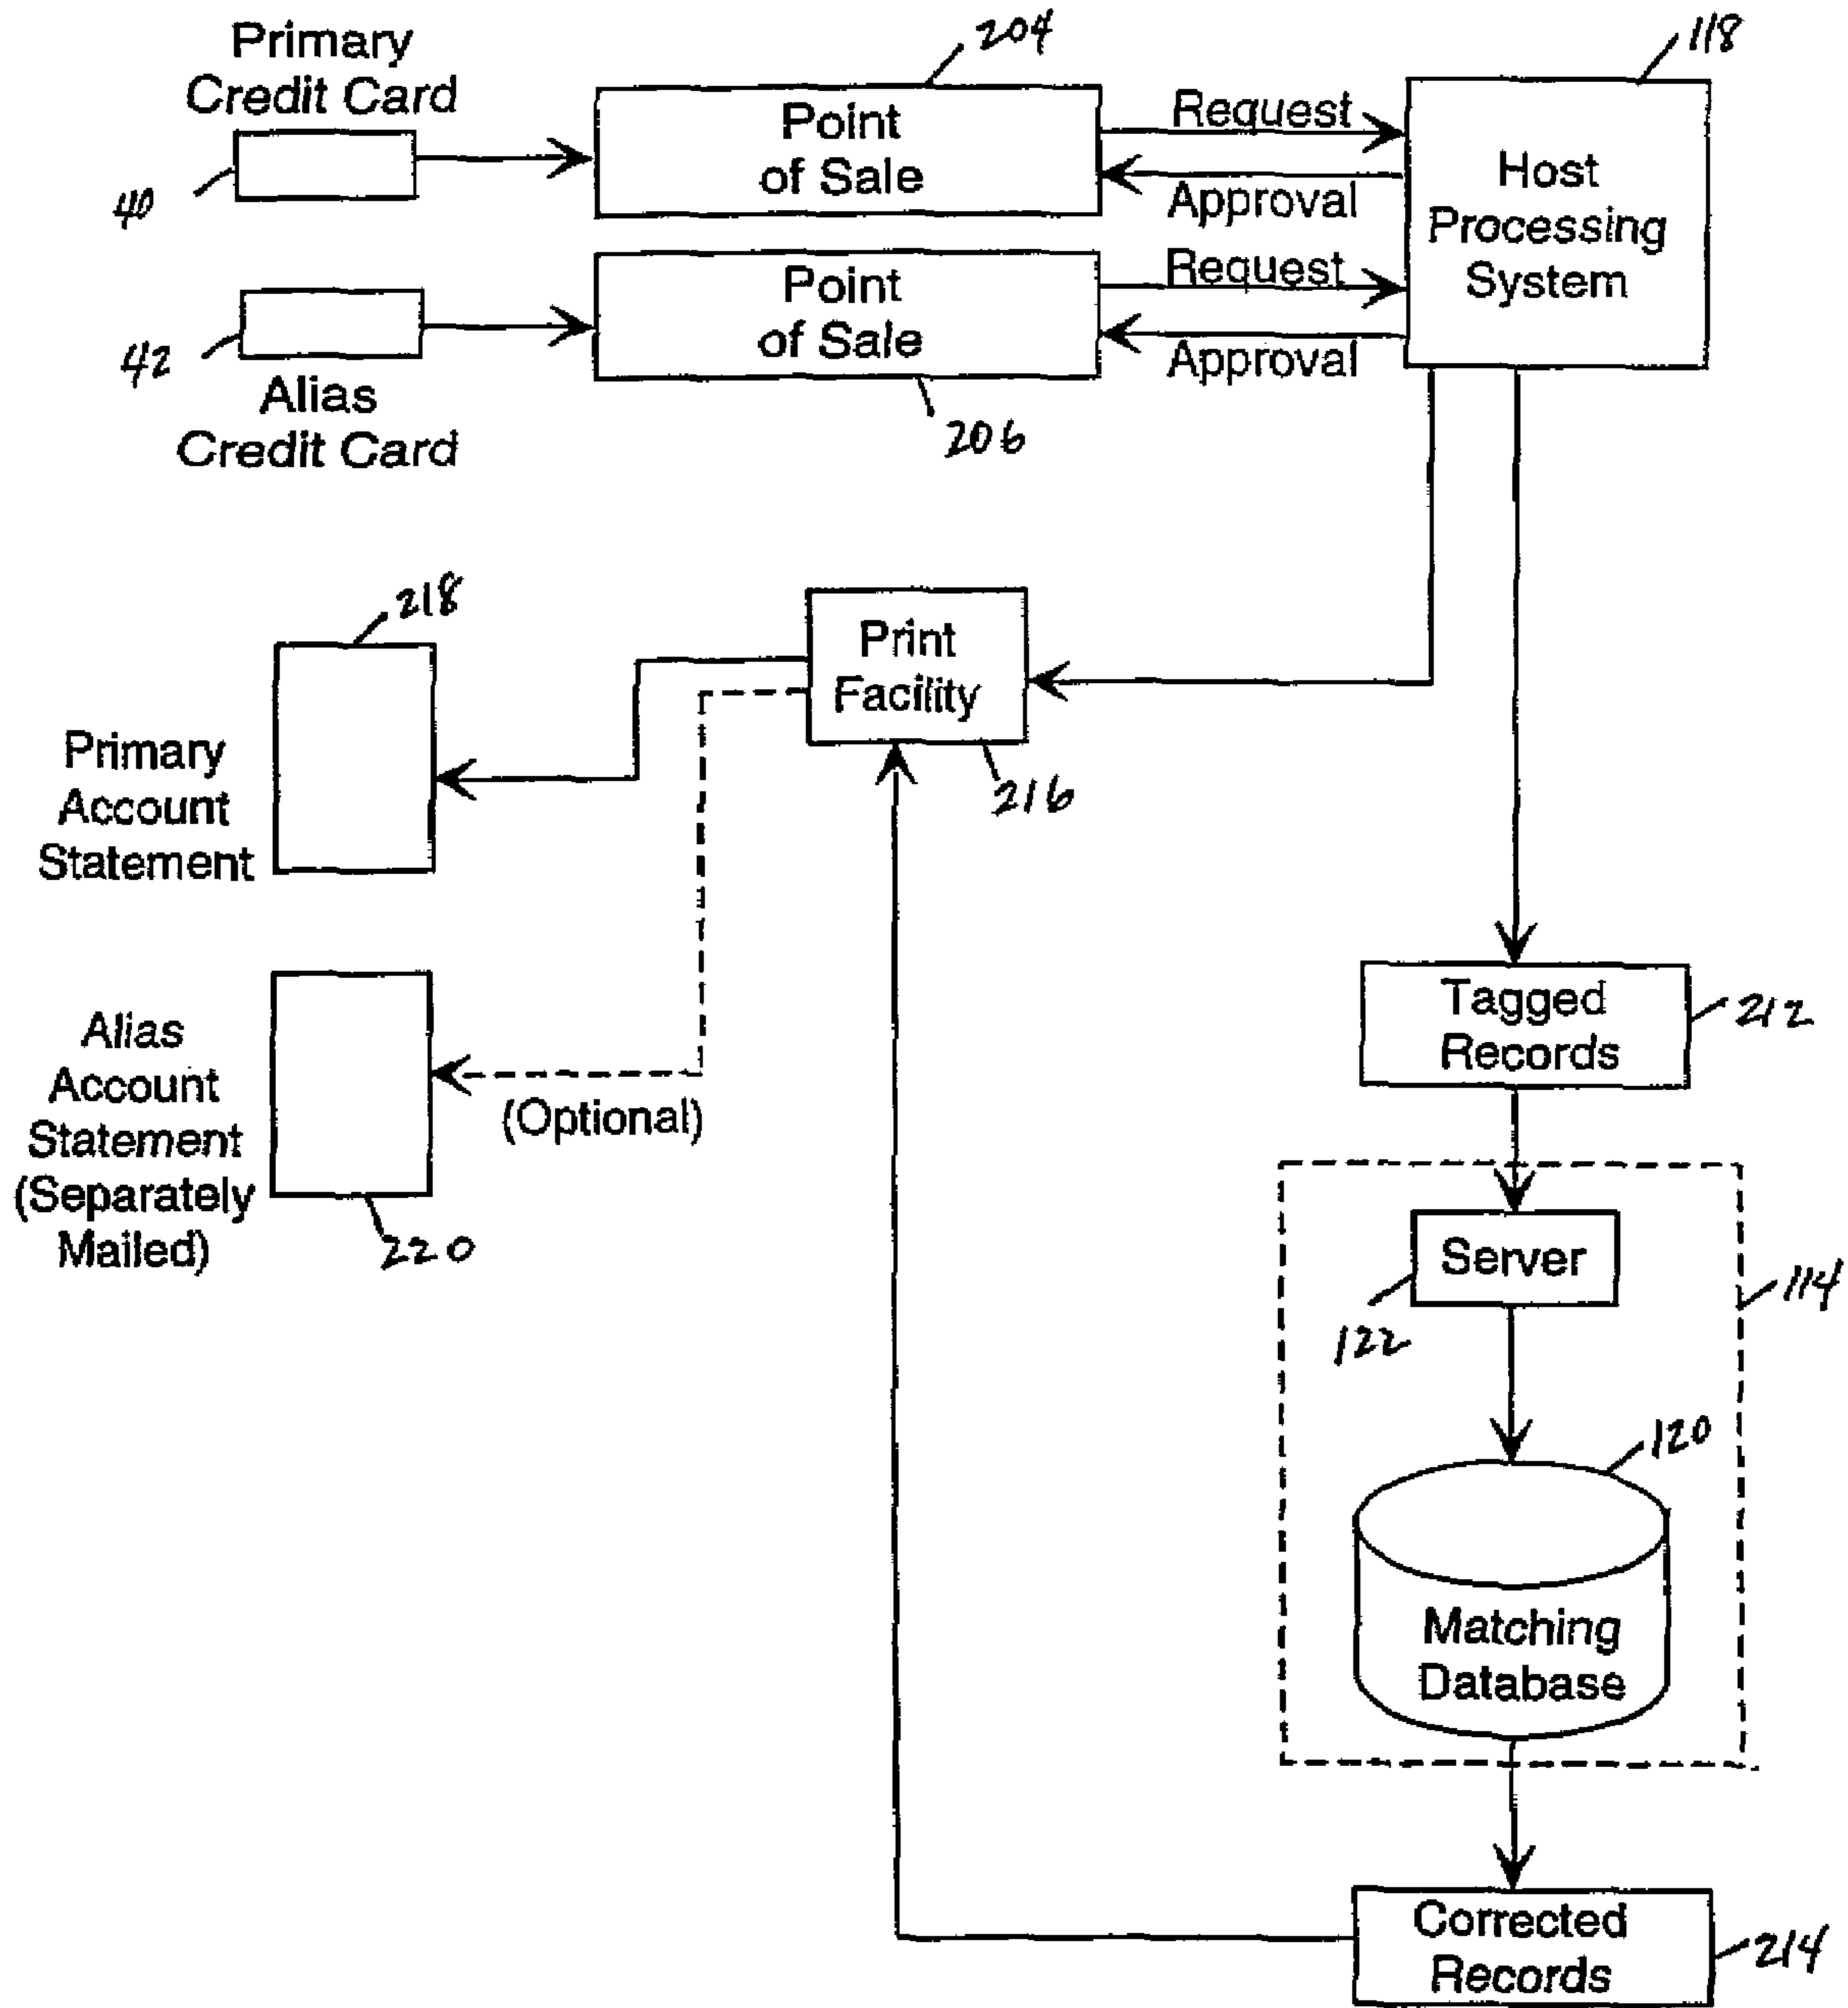 Primary
Credit Card
40
204
Point
of Sale
Request
Approval
118
Host
Processing
System
42
Alias
Credit Card
Point
of Sale
206
Request
Approval
218
Primary
Account
Statement
Print
Facility
216
Alias
Account
Statement
(Separately
Mailed)
220
(Optional)
Tagged
Records
212
Server
122
114
120
Matching
Database
Corrected
Records
214